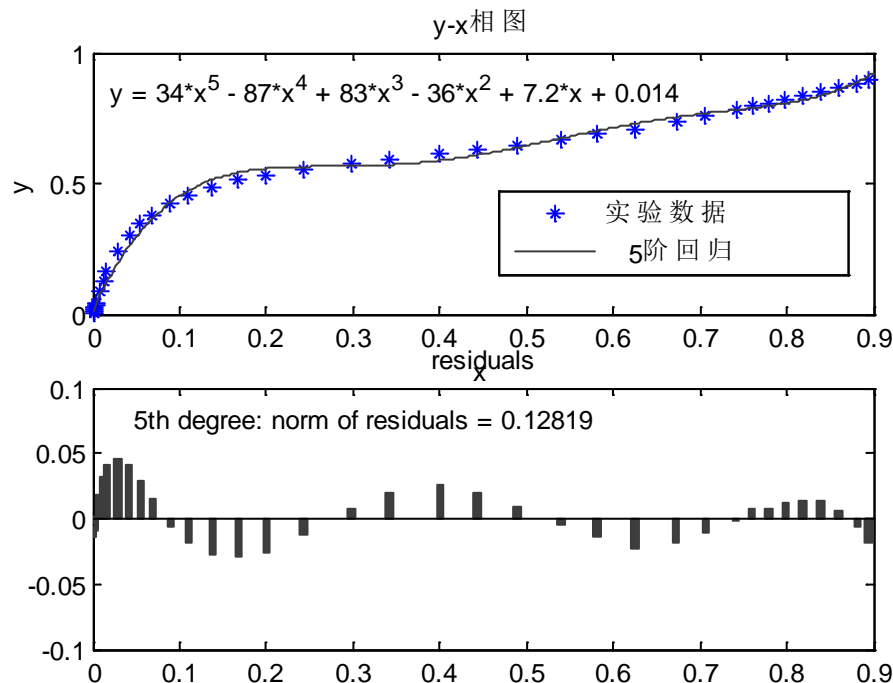 y-x相图
y = 34*x^5 - 87*x^4 + 83*x^3 - 36*x^2 + 7.2*x + 0.014
1
0.5
0
y
实验数据
5阶回归
0 0.1 0.2 0.3 0.4 0.5 0.6 0.7 0.8 0.9
x
residuals
5th degree: norm of residuals = 0.12819
0.1
0.05
0
-0.05
-0.1
0 0.1 0.2 0.3 0.4 0.5 0.6 0.7 0.8 0.9